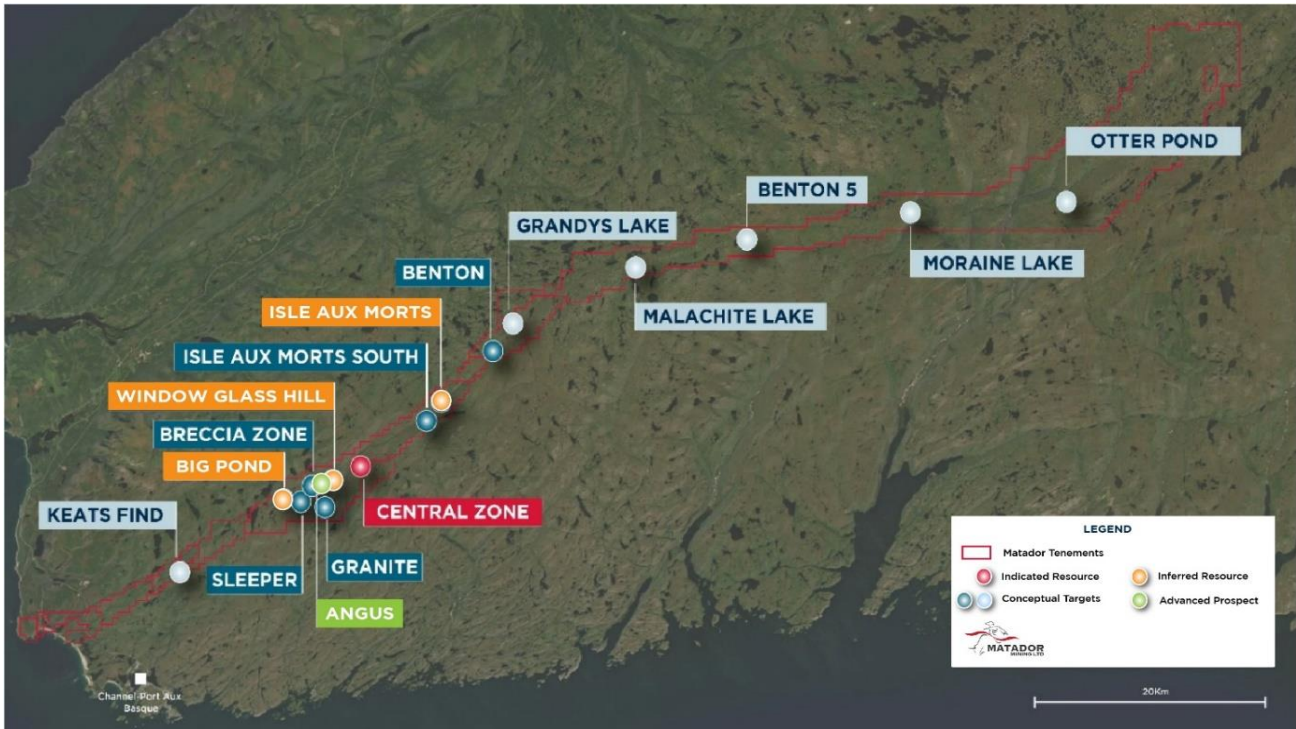 OTTER POND
BENTON 5
GRANDYS LAKE
MORAINE LAKE
BENTON
MALACHITE LAKE
ISLE AUX MORTS
ISLE AUX MORTS SOUTH
WINDOW GLASS HILL
BRECCIA ZONE
BIG POND
KEATS FIND
CENTRAL ZONE
GRANITE
SLEEPER
ANGUS
Channel-Port Aux
Basque
LEGEND
Matador Tenements
Indicated Resource
Inferred Resource
Conceptual Targets
Advanced Prospect
MATADOR
MINING LTD
20Km